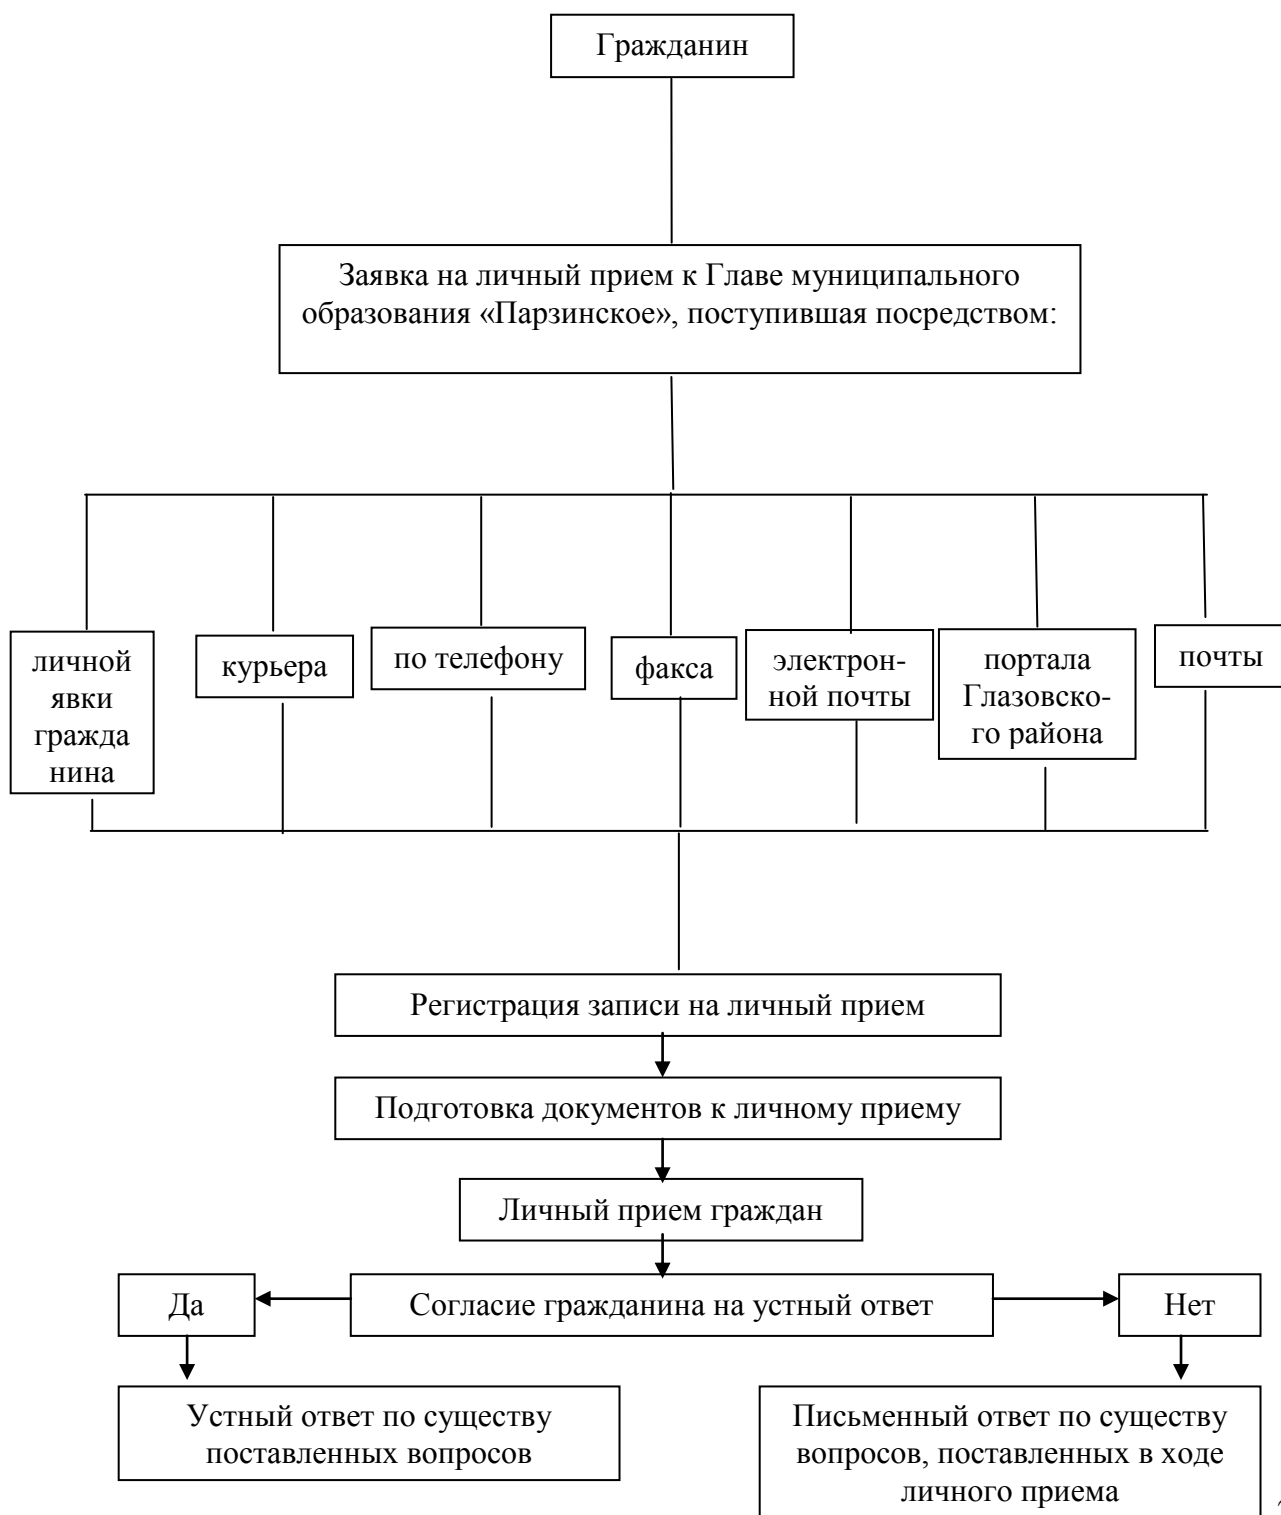 Гражданин
Заявка на личный прием к Главе муниципального
образования «Парзинское», поступившая посредством:
личной
явки
гражда
нина
курьера
по телефону
факса
электрон-
ной почты
портала
Глазовско-
го района
почты
Регистрация записи на личный прием
Подготовка документов к личному приему
Личный прием граждан
Да
Согласие гражданина на устный ответ
Нет
Устный ответ по существу
поставленных вопросов
Письменный ответ по существу
вопросов, поставленных в ходе
личного приема